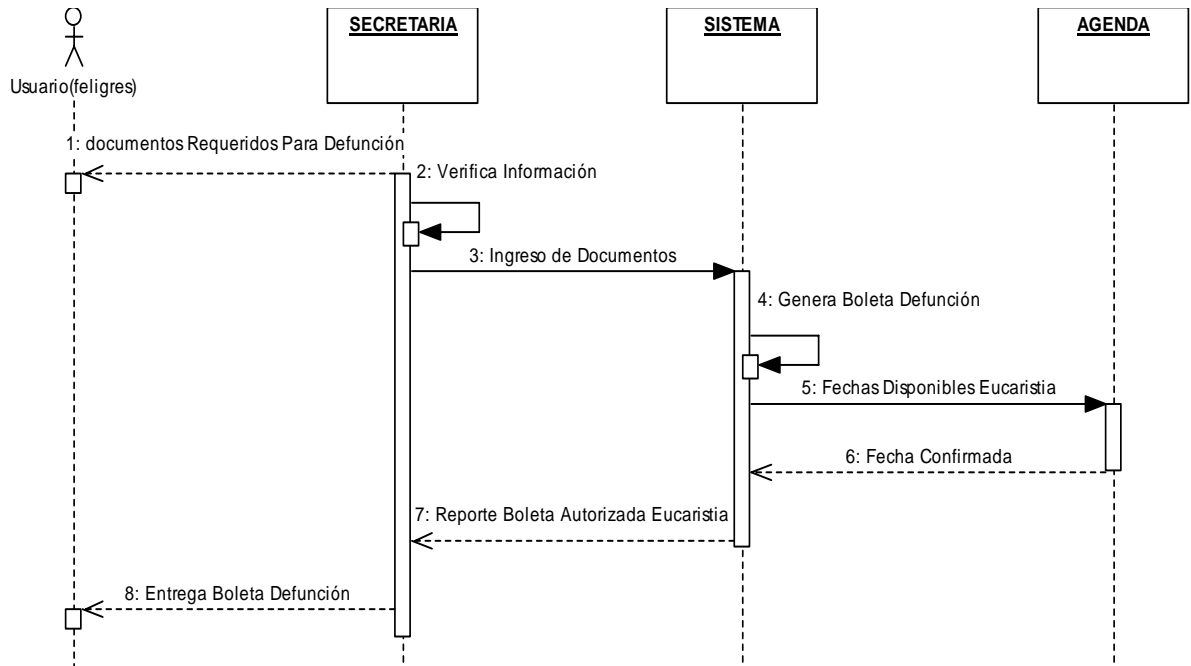 SECRETARIA
SISTEMA
AGENDA
Usuario(feligres)
1: documentos Requeridos Para Defunción
2: Verifica Información
3: Ingreso de Documentos
4: Genera Boleta Defunción
5: Fechas Disponibles Eucaristia
6: Fecha Confirmada
7: Reporte Boleta Autorizada Eucaristia
8: Entrega Boleta Defunción